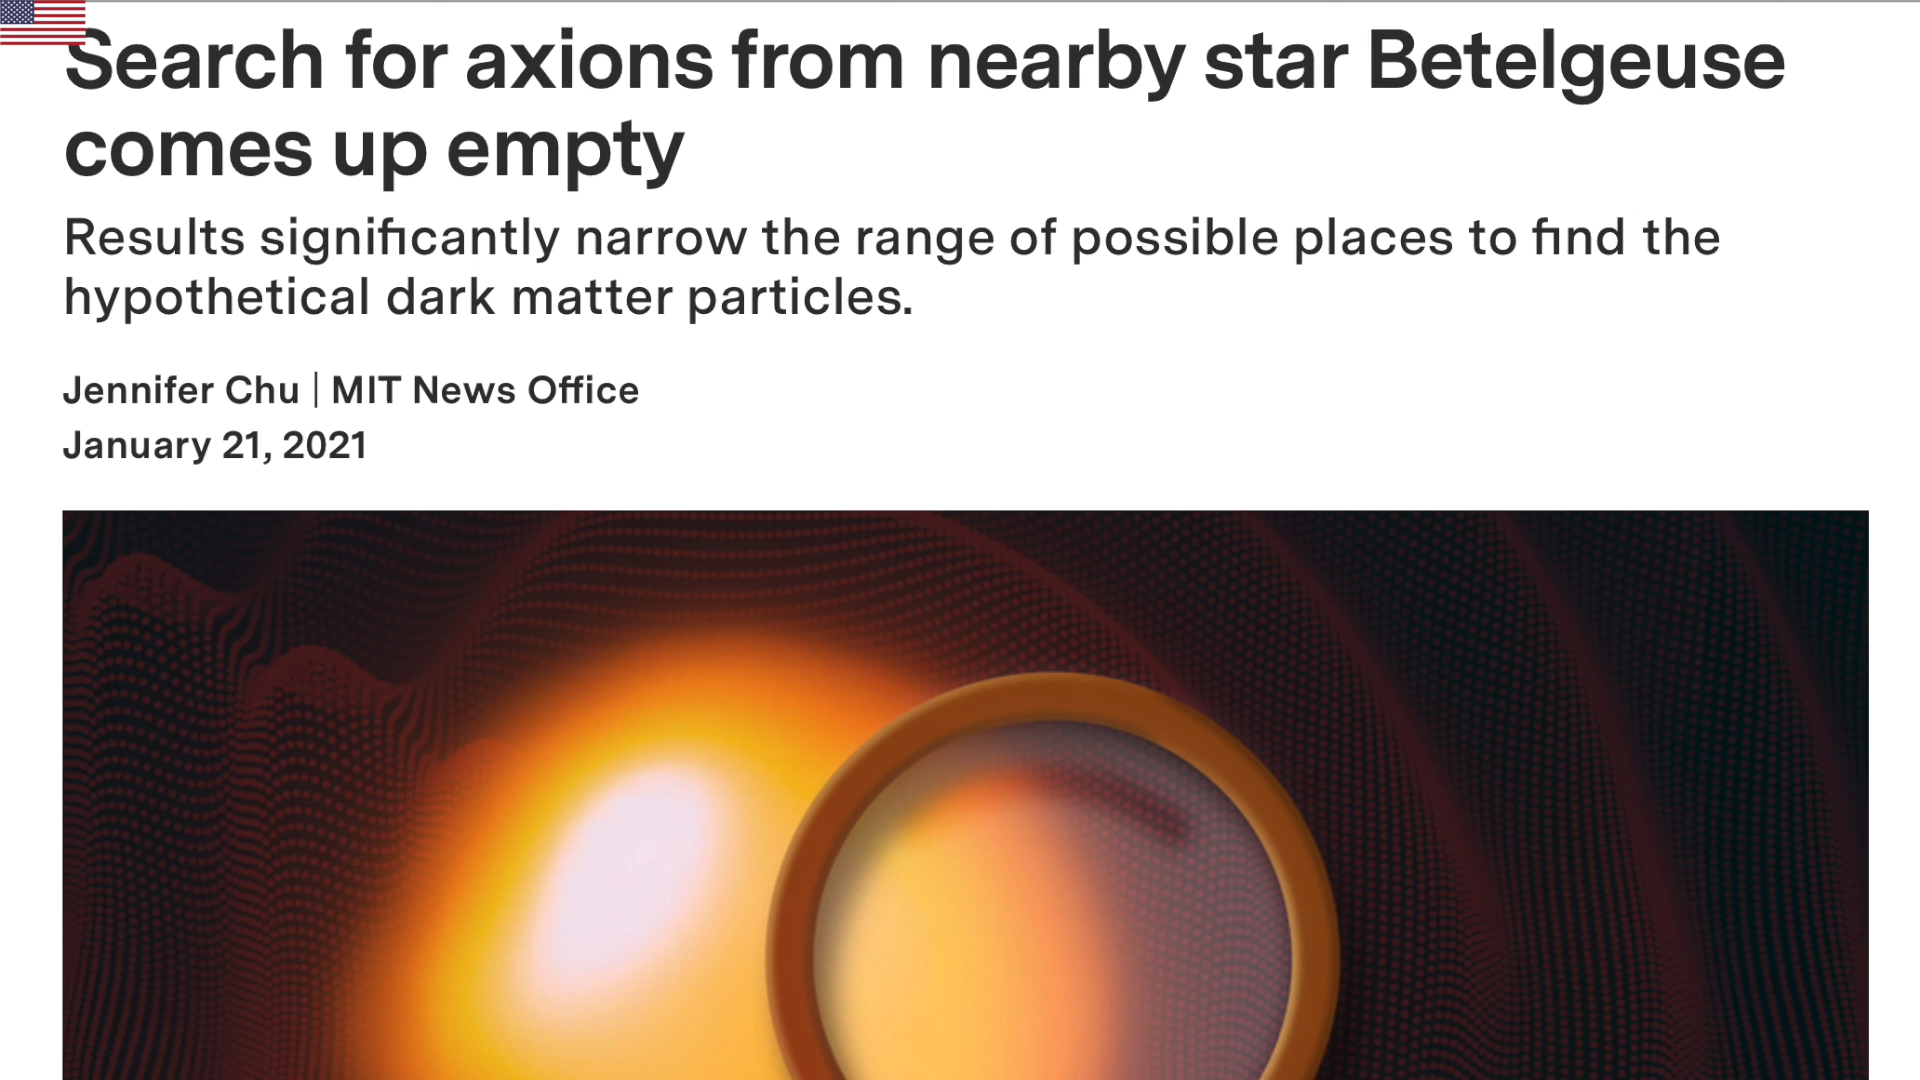 Search for axions from nearby star Betelgeuse
comes up empty
Results significantly narrow the range of possible places to find the
hypothetical dark matter particles.
Jennifer Chu | MIT News Office
January 21, 2021